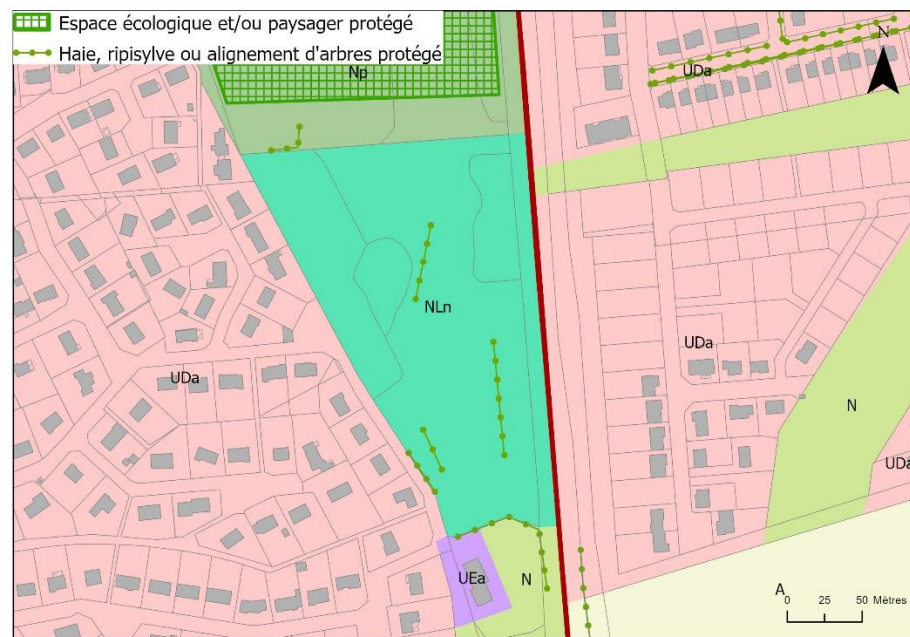 Espace écologique et/ou paysager protégé
Haie, ripisylve ou alignement d'arbres protégé
N
Np
UDa
NLn
UDa
UDa
N
UDa
UEa
N
A
0 25 50 Mètres